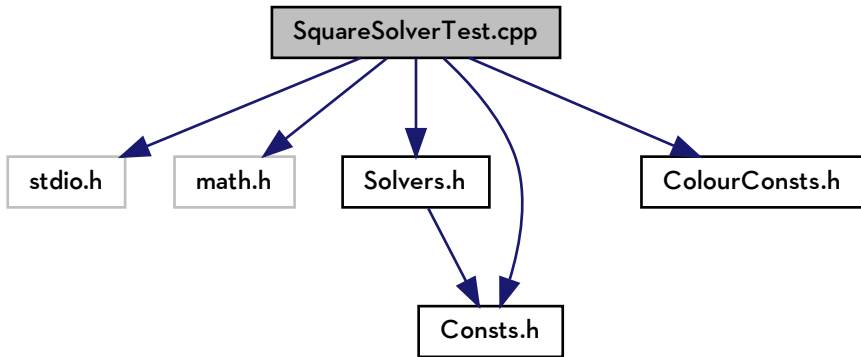 SquareSolverTest.cpp
stdio.h
math.h
Solvers.h
ColourConsts.h
Consts.h